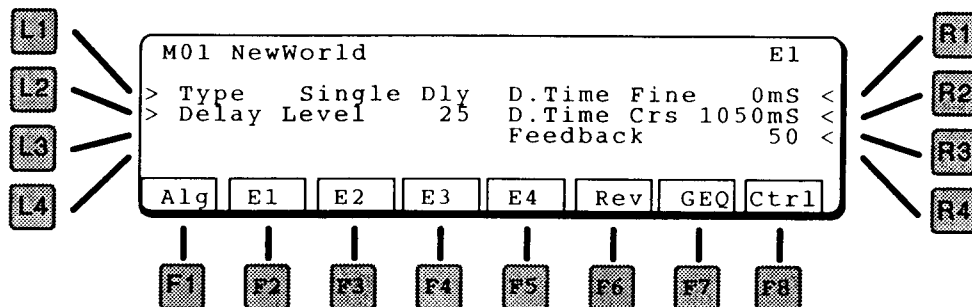 L1
L2
L3
L4
M01 NewWorld E1
> Type Single Dly D.Time Fine 0mS <
> Delay Level 25 D.Time Crs 1050mS <
Feedback 50 <
Alg E1 E2 E3 E4 Rev GEQ Ctrl
R1
R2
R3
R4
F1 F2 F3 F4 F5 F6 F7 F8